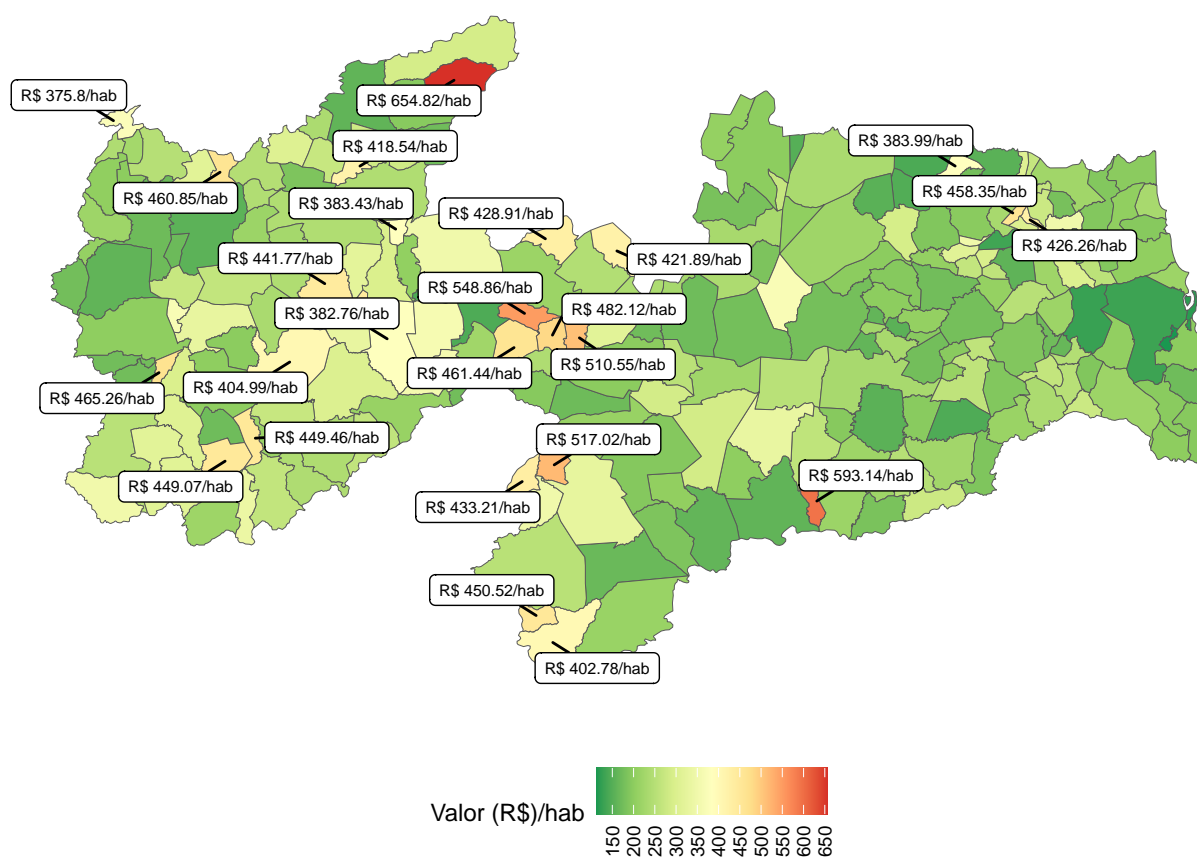 R$ 375.8/hab
R$ 654.82/hab
R$ 418.54/hab
R$ 383.99/hab
R$ 460.85/hab
R$ 458.35/hab
R$ 383.43/hab
R$ 428.91/hab
R$ 426.26/hab
R$ 441.77/hab
R$ 421.89/hab
R$ 548.86/hab
R$ 482.12/hab
R$ 382.76/hab
R$ 510.55/hab
R$ 461.44/hab
R$ 404.99/hab
R$ 465.26/hab
R$ 449.46/hab
R$ 517.02/hab
R$ 593.14/hab
R$ 449.07/hab
R$ 433.21/hab
R$ 450.52/hab
R$ 402.78/hab
Valor (R$)/hab
150
200
250
300
350
400
450
500
550
600
650